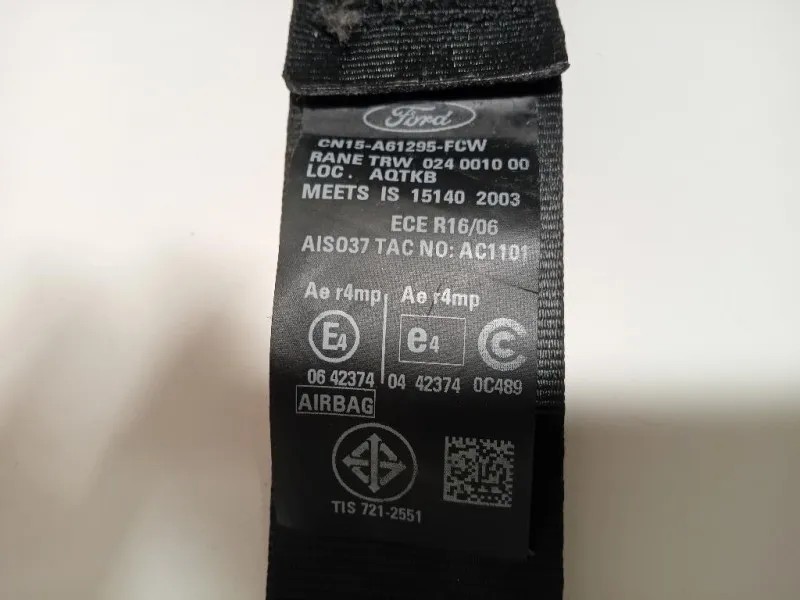 Ford
CN15-A61295-FCW
RANE TRW 024 0010 00
LOC. AQTKB
MEETS IS 15140 2003
ECE R16/06
AIS037 TAC NO: AC1101
Ae r4mp Ae r4mp
E4 e4 C
06 42374 04 42374 0C489
AIRBAG
TIS 721-2551